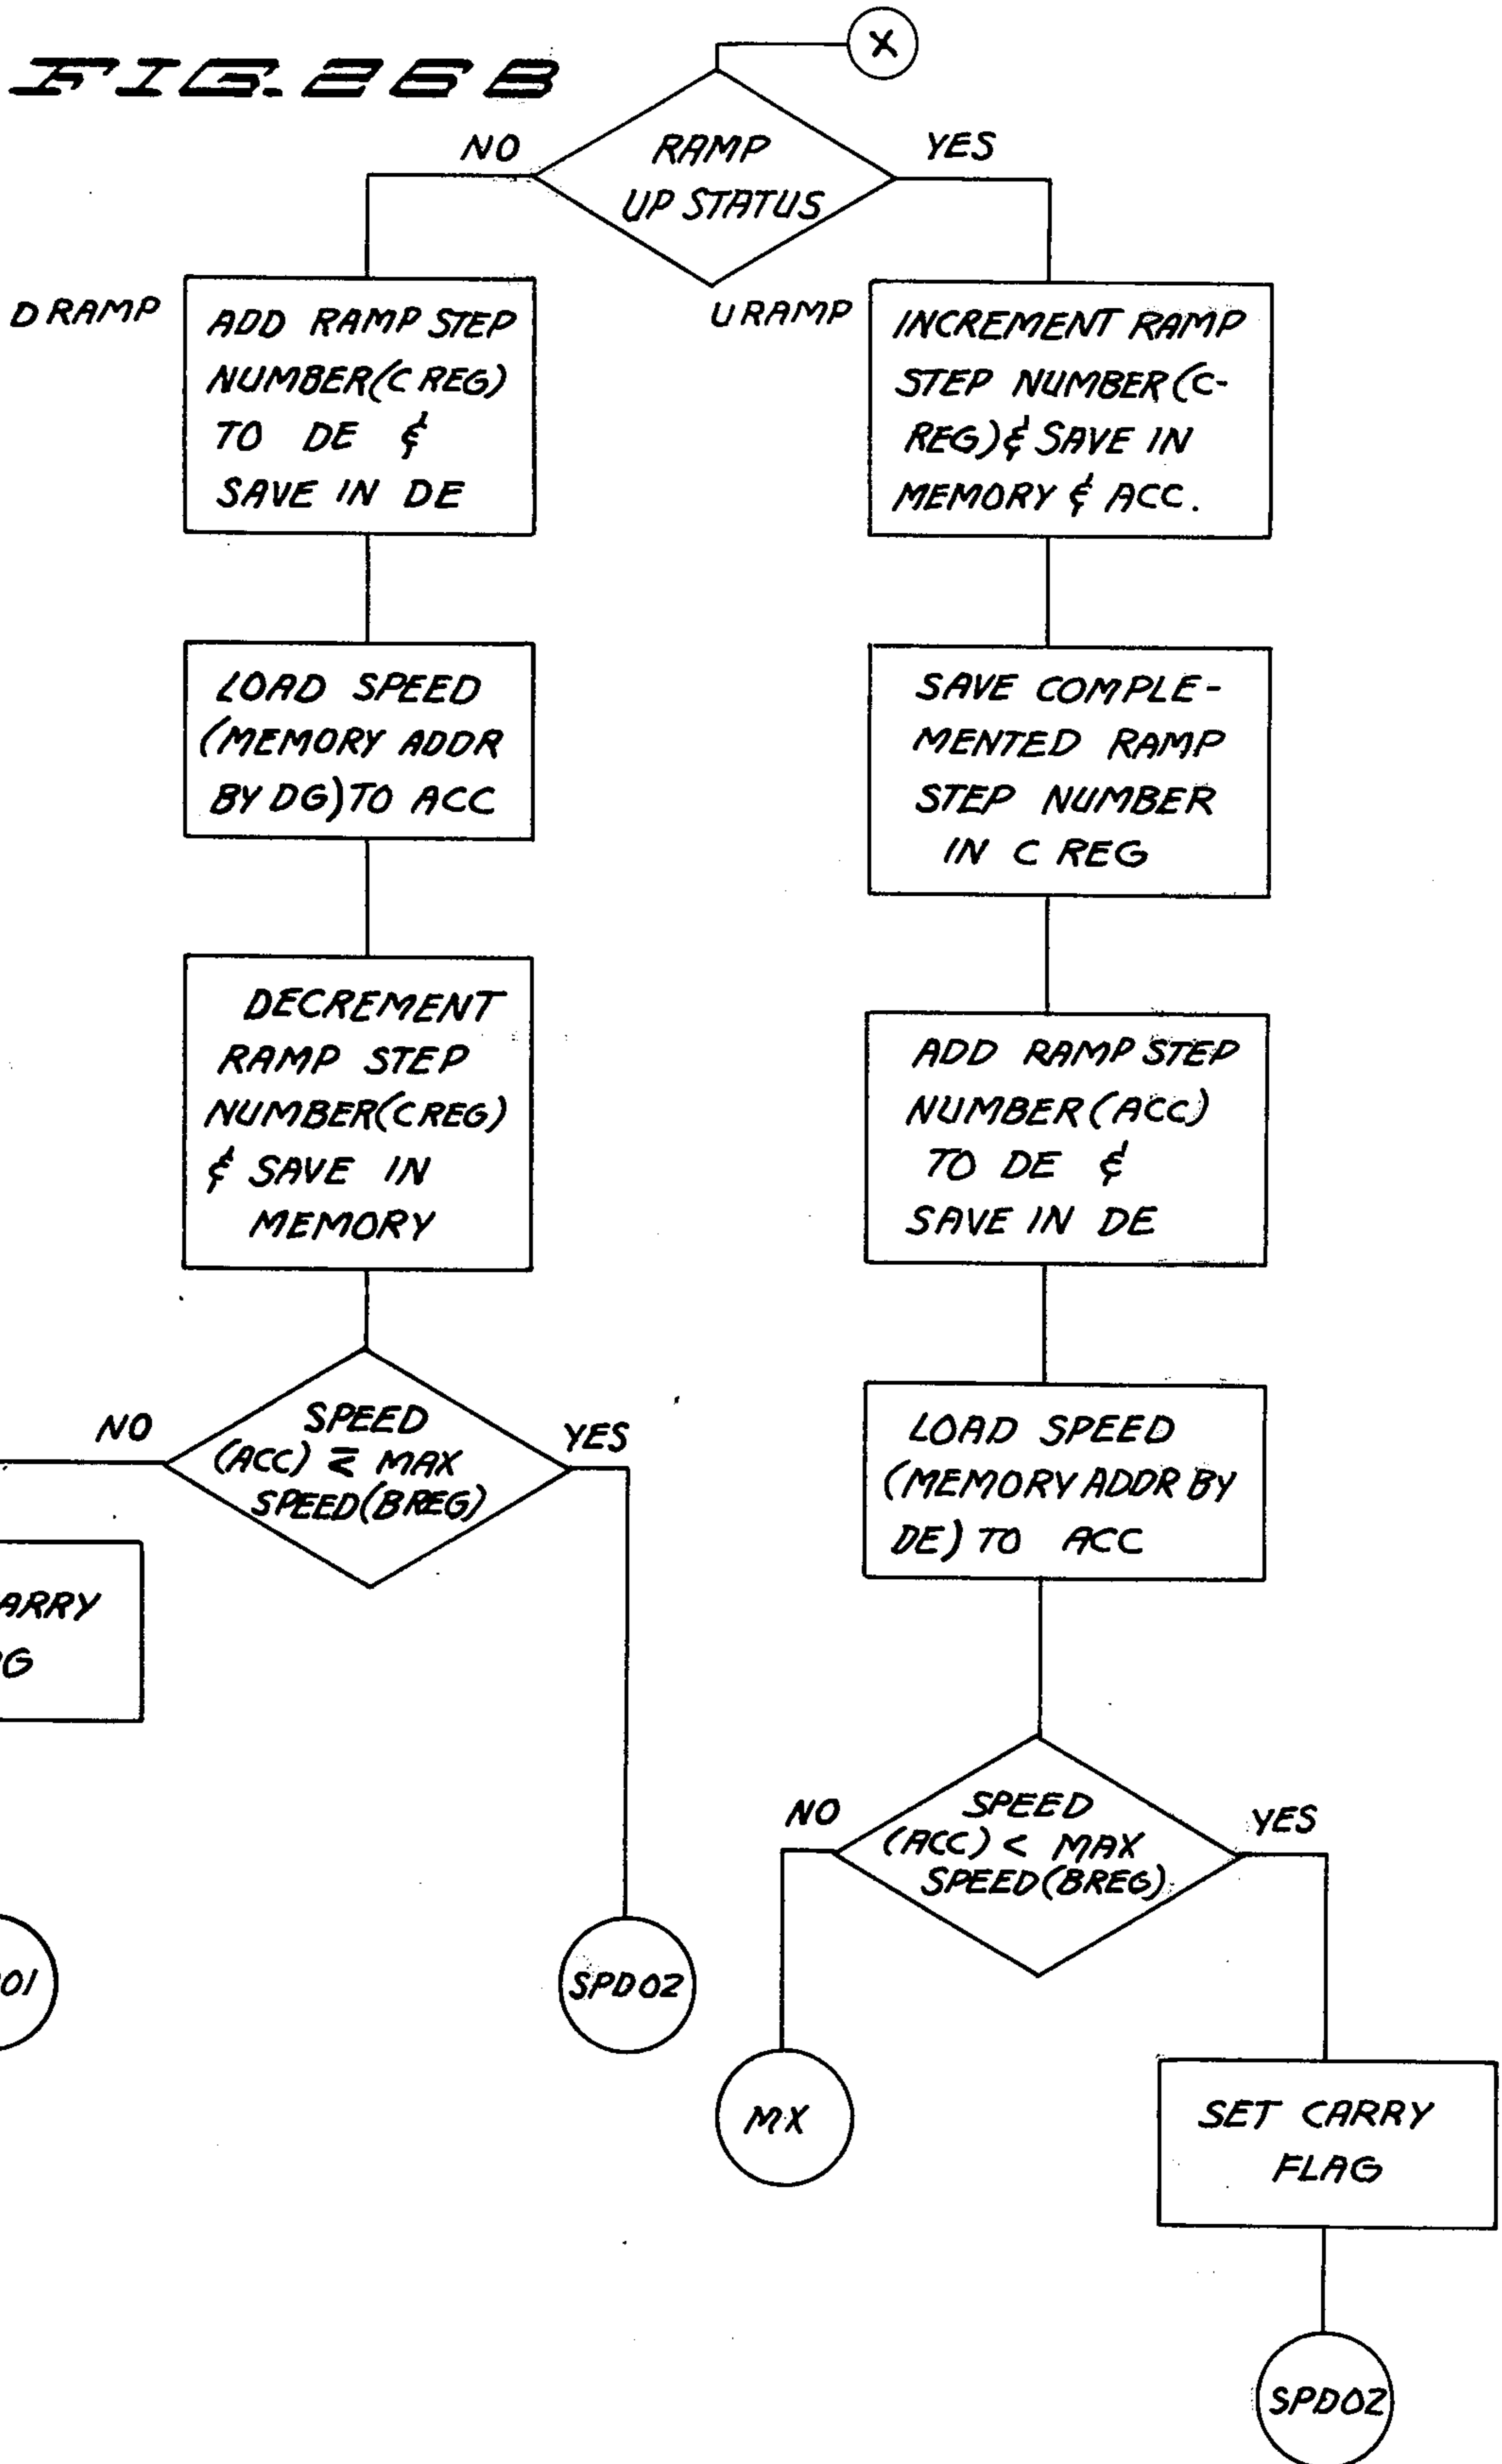 FIG. 26B
X
NO
RAMP
UP STATUS
YES
D RAMP
ADD RAMP STEP
NUMBER(C REG)
TO DE &
SAVE IN DE
LOAD SPEED
(MEMORY ADDR
BY DG) TO ACC
DECREMENT
RAMP STEP
NUMBER(C REG)
& SAVE IN
MEMORY
NO
SPEED
(ACC) ≤ MAX
SPEED(BREG)
YES
ARRY
G
01
SPD02
U RAMP
INCREMENT RAMP
STEP NUMBER(C-
REG)& SAVE IN
MEMORY & ACC.
SAVE COMPLE-
MENTED RAMP
STEP NUMBER
IN C REG
ADD RAMP STEP
NUMBER(ACC)
TO DE &
SAVE IN DE
LOAD SPEED
(MEMORY ADDR BY
DE) TO ACC
NO
SPEED
(ACC) < MAX
SPEED(BREG)
YES
MX
SET CARRY
FLAG
SPD02